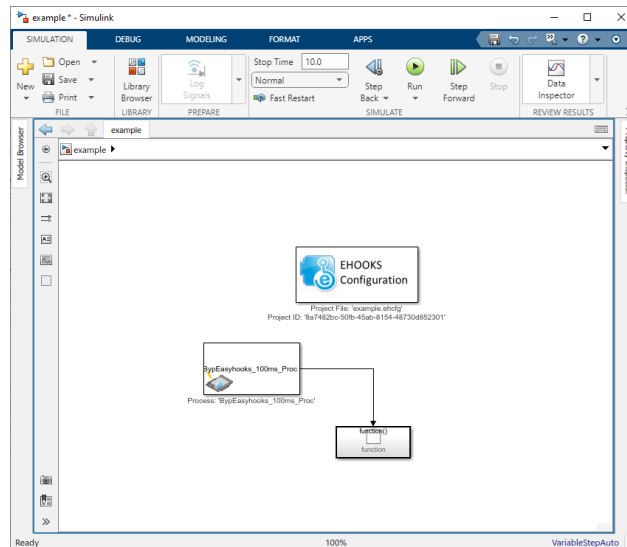 example * - Simulink
SIMULATION DEBUG MODELING FORMAT APPS
New
Open
Save
Print
FILE
Library
Browser
LIBRARY
Log
Signals
PREPARE
Stop Time 10.0
Normal
Fast Restart
Step
Back
Run
Step
Forward
Stop
SIMULATE
Data
Inspector
REVIEW RESULTS
Model Browser
example
example
EHOOKS
Configuration
Project File: 'example.ehcfg'
Project ID: '8a7482bc-50fb-45ab-8154-48730d852301'
BypEasyhooks_100ms_Proc
Process: 'BypEasyhooks_100ms_Proc'
function()
function
Ready 100% VariableStepAuto